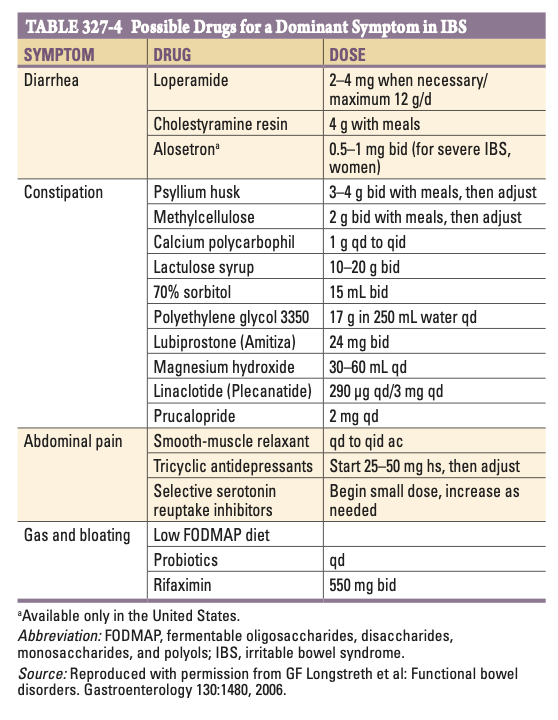 TABLE 327-4 Possible Drugs for a Dominant Symptom in IBS
SYMPTOM DRUG DOSE
Diarrhea Loperamide 2–4 mg when necessary/
maximum 12 g/d
Cholestyramine resin 4 g with meals
Alosetronᵃ 0.5–1 mg bid (for severe IBS,
women)
Constipation Psyllium husk 3–4 g bid with meals, then adjust
Methylcellulose 2 g bid with meals, then adjust
Calcium polycarbophil 1 g qd to qid
Lactulose syrup 10–20 g bid
70% sorbitol 15 mL bid
Polyethylene glycol 3350 17 g in 250 mL water qd
Lubiprostone (Amitiza) 24 mg bid
Magnesium hydroxide 30–60 mL qd
Linaclotide (Plecanatide) 290 µg qd/3 mg qd
Prucalopride 2 mg qd
Abdominal pain Smooth-muscle relaxant qd to qid ac
Tricyclic antidepressants Start 25–50 mg hs, then adjust
Selective serotonin Begin small dose, increase as
reuptake inhibitors needed
Gas and bloating Low FODMAP diet
Probiotics qd
Rifaximin 550 mg bid
ᵃAvailable only in the United States.
Abbreviation: FODMAP, fermentable oligosaccharides, disaccharides,
monosaccharides, and polyols; IBS, irritable bowel syndrome.
Source: Reproduced with permission from GF Longstreth et al: Functional bowel
disorders. Gastroenterology 130:1480, 2006.